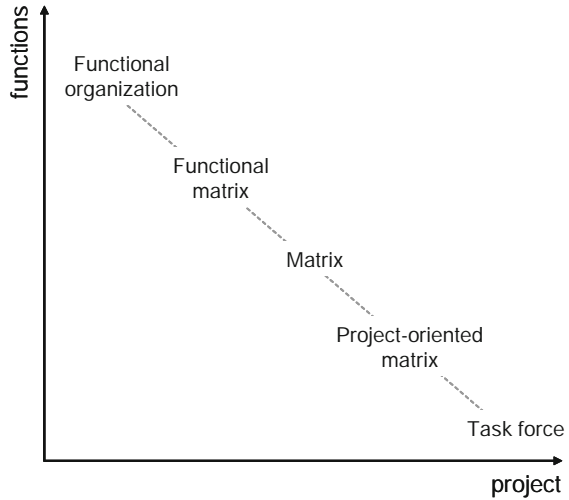 functions
Functional
organization
Functional
matrix
Matrix
Project-oriented
matrix
Task force
project